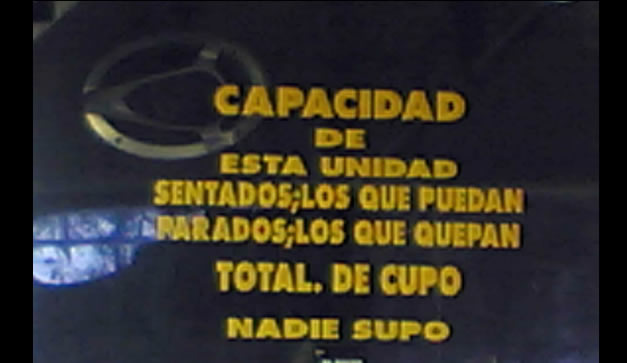 CAPACIDAD
DE
ESTA UNIDAD
SENTADOS;LOS QUE PUEDAN
PARADOS;LOS QUE QUEPAN
TOTAL. DE CUPO
NADIE SUPO